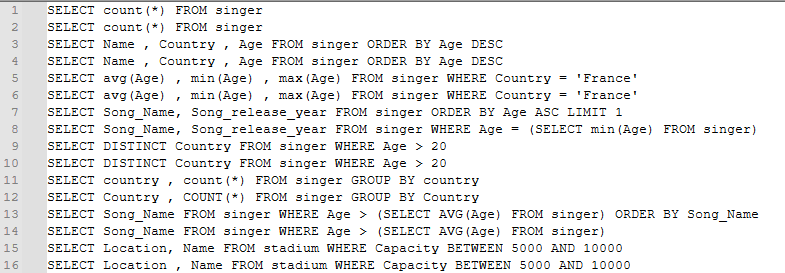 1 SELECT count(*) FROM singer
2 SELECT count(*) FROM singer
3 SELECT Name , Country , Age FROM singer ORDER BY Age DESC
4 SELECT Name , Country , Age FROM singer ORDER BY Age DESC
5 SELECT avg(Age) , min(Age) , max(Age) FROM singer WHERE Country = 'France'
6 SELECT avg(Age) , min(Age) , max(Age) FROM singer WHERE Country = 'France'
7 SELECT Song_Name, Song_release_year FROM singer ORDER BY Age ASC LIMIT 1
8 SELECT Song_Name, Song_release_year FROM singer WHERE Age = (SELECT min(Age) FROM singer)
9 SELECT DISTINCT Country FROM singer WHERE Age > 20
10 SELECT DISTINCT Country FROM singer WHERE Age > 20
11 SELECT country , count(*) FROM singer GROUP BY country
12 SELECT Country , COUNT(*) FROM singer GROUP BY Country
13 SELECT Song_Name FROM singer WHERE Age > (SELECT AVG(Age) FROM singer) ORDER BY Song_Name
14 SELECT Song_Name FROM singer WHERE Age > (SELECT AVG(Age) FROM singer)
15 SELECT Location, Name FROM stadium WHERE Capacity BETWEEN 5000 AND 10000
16 SELECT Location , Name FROM stadium WHERE Capacity BETWEEN 5000 AND 10000